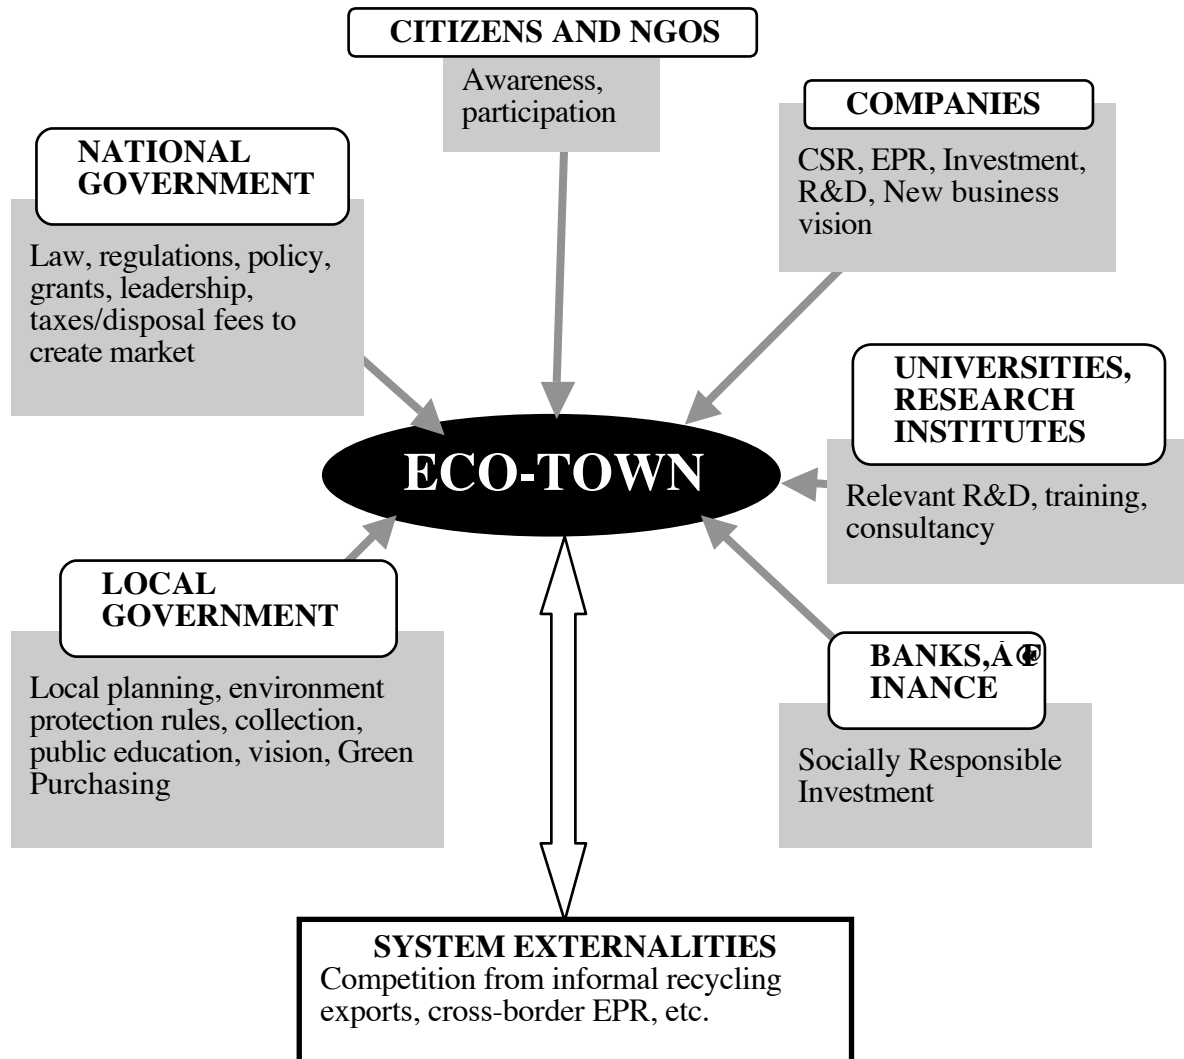 CITIZENS AND NGOS
Awareness,
participation
COMPANIES
CSR, EPR, Investment,
R&D, New business
vision
NATIONAL
GOVERNMENT
Law, regulations, policy,
grants, leadership,
taxes/disposal fees to
create market
UNIVERSITIES,
RESEARCH
INSTITUTES
Relevant R&D, training,
consultancy
ECO-TOWN
LOCAL
GOVERNMENT
Local planning, environment
protection rules, collection,
public education, vision, Green
Purchasing
BANKS,
INANCE
Socially Responsible
Investment
SYSTEM EXTERNALITIES
Competition from informal recycling
exports, cross-border EPR, etc.